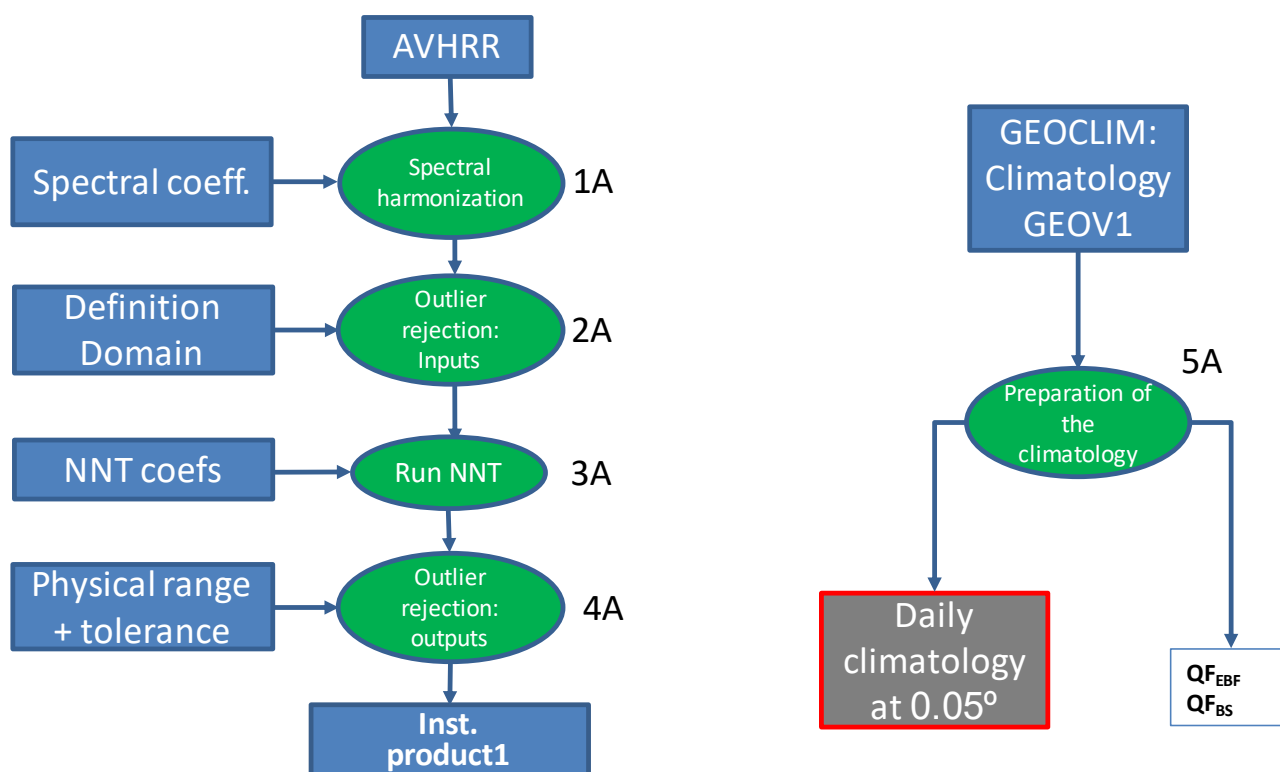 AVHRR
Spectral coeff.
Spectral
harmonization
1A
Definition
Domain
Outlier
rejection:
Inputs
2A
NNT coefs
Run NNT
3A
Physical range
+ tolerance
Outlier
rejection:
outputs
4A
Inst.
product1
GEOCLIM:
Climatology
GEOV1
5A
Preparation of
the
climatology
Daily
climatology
at 0.05º
QFEBF
QFBS